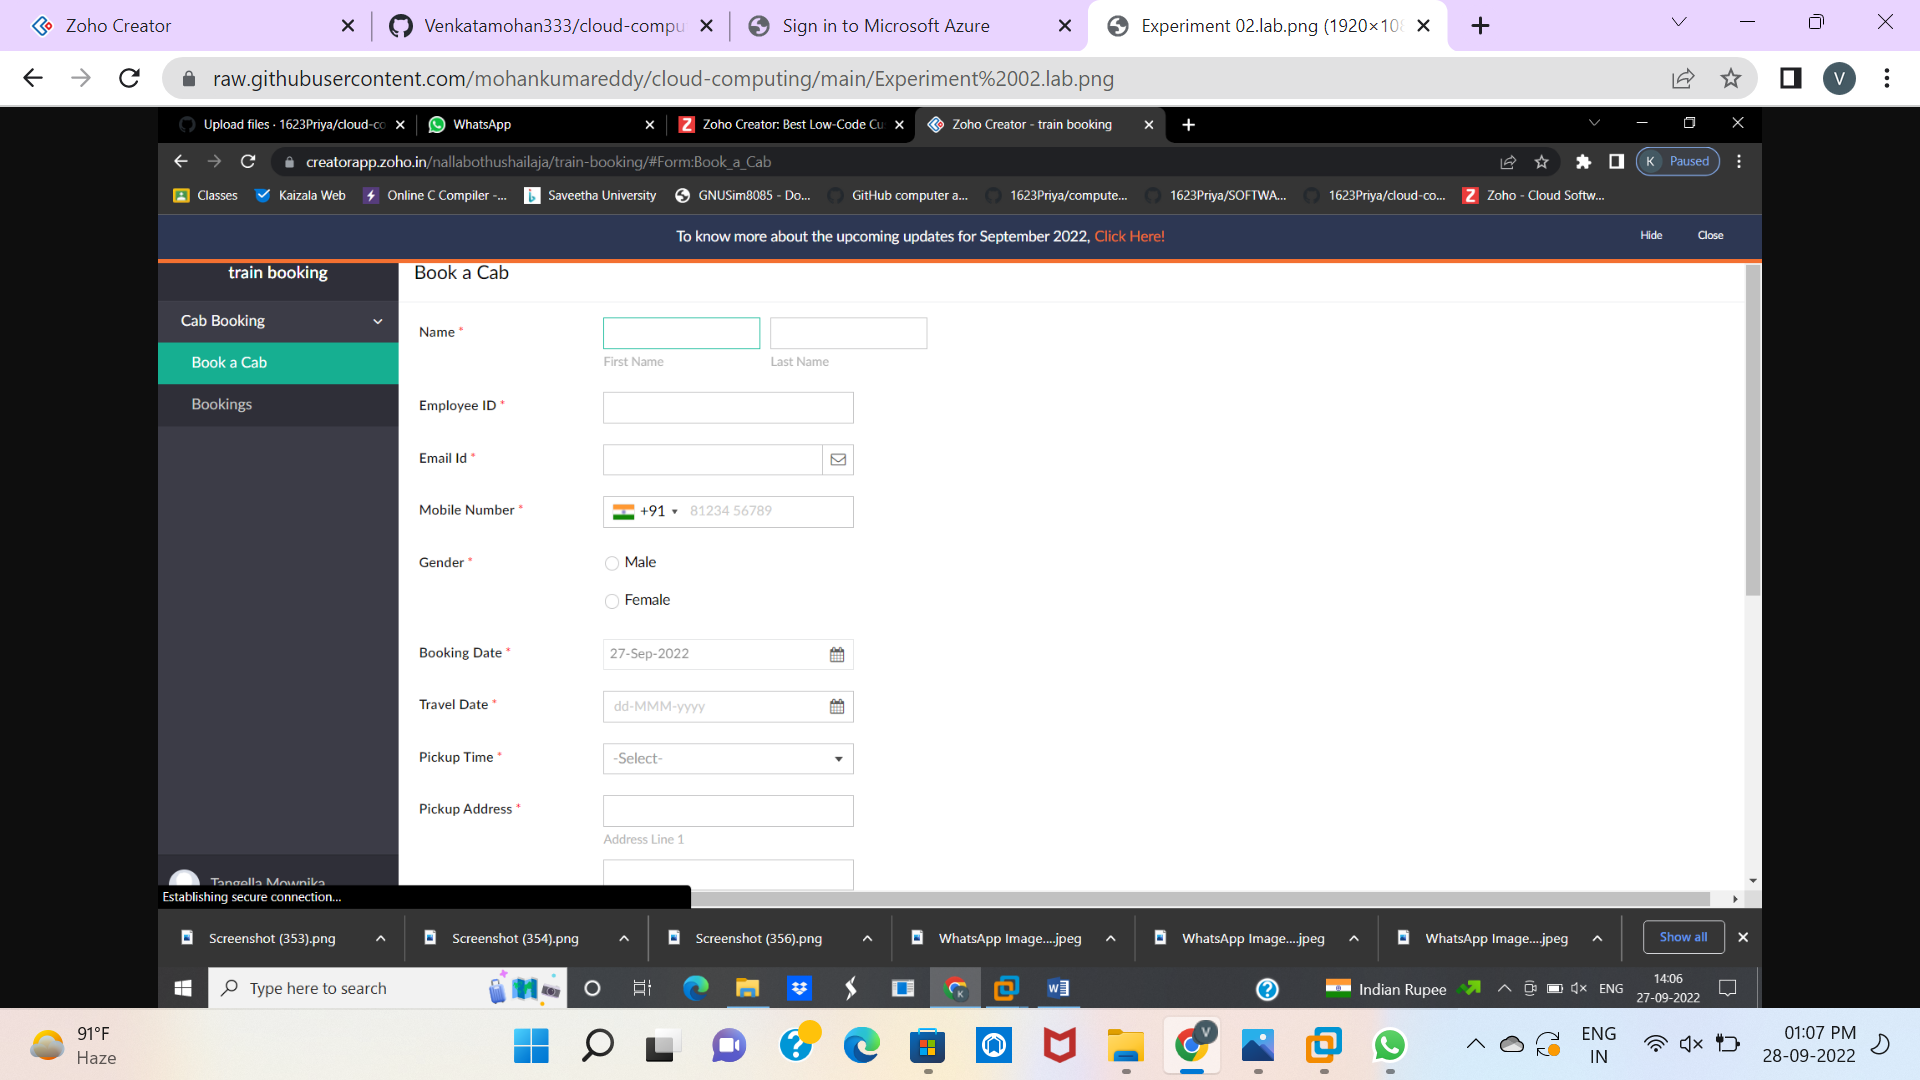 Zoho Creator
Venkatamohan333/cloud-compu
Sign in to Microsoft Azure
Experiment 02.lab.png (1920×10
raw.githubusercontent.com/mohankumareddy/cloud-computing/main/Experiment%2002.lab.png
V
Upload files · 1623Priya/cloud-co
WhatsApp
Zoho Creator: Best Low-Code Cu
Zoho Creator - train booking
creatorapp.zoho.in/nallabothushailaja/train-booking/#Form:Book_a_Cab
K Paused
Classes
Kaizala Web
Online C Compiler -...
Saveetha University
GNUSim8085 - Do...
GitHub computer a...
1623Priya/compute...
1623Priya/SOFTWA...
1623Priya/cloud-co...
Zoho - Cloud Softw...
To know more about the upcoming updates for September 2022, Click Here!
Hide
Close
train booking
Book a Cab
Cab Booking
Book a Cab
Bookings
Name *
First Name
Last Name
Employee ID *
Email Id *
Mobile Number *
+91
81234 56789
Gender *
Male
Female
Booking Date *
27-Sep-2022
Travel Date *
dd-MMM-yyyy
Pickup Time *
-Select-
Pickup Address *
Address Line 1
Tangella Mownika
Establishing secure connection...
Screenshot (353).png
Screenshot (354).png
Screenshot (356).png
WhatsApp Image....jpeg
WhatsApp Image....jpeg
WhatsApp Image....jpeg
Show all
Type here to search
Indian Rupee
ENG
14:06
27-09-2022
91°F
Haze
ENG
IN
01:07 PM
28-09-2022